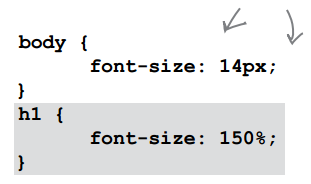 body {
font-size: 14px;
}
h1 {
font-size: 150%;
}